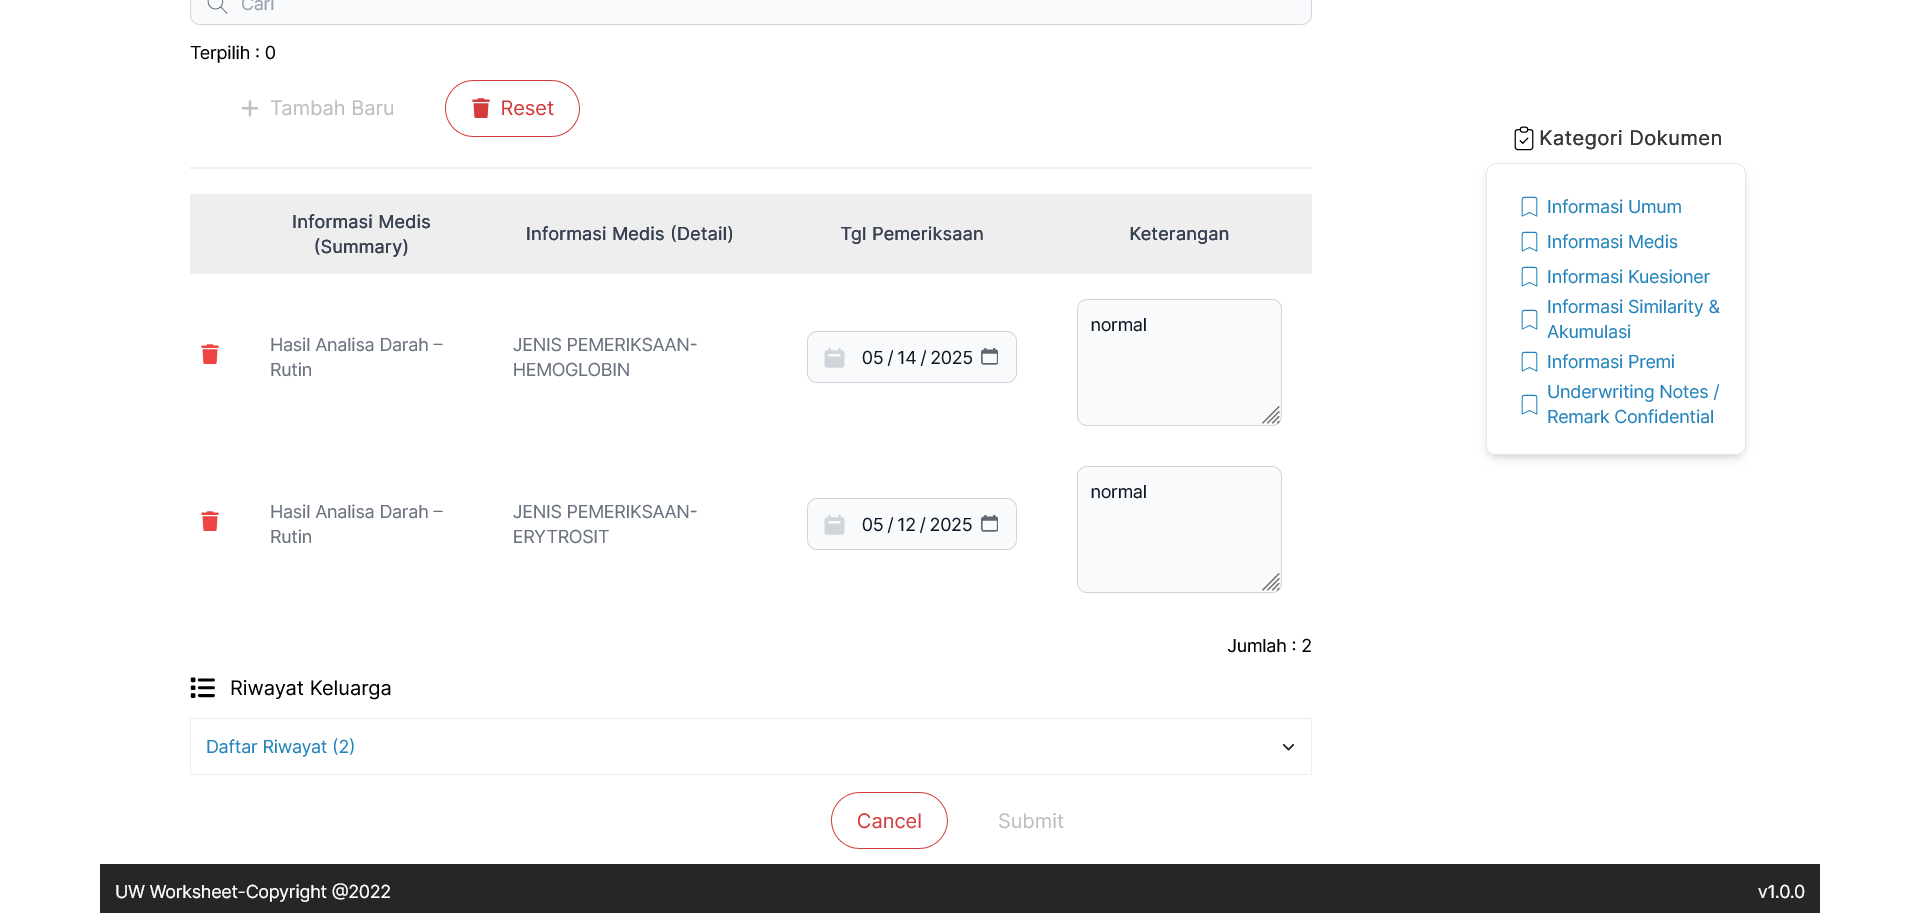 Cari
Terpilih : 0
Tambah Baru
Reset
Informasi Medis
(Summary)
Informasi Medis (Detail)
Tgl Pemeriksaan
Keterangan
Hasil Analisa Darah –
Rutin
JENIS PEMERIKSAAN-
HEMOGLOBIN
05 / 14 / 2025
normal
Hasil Analisa Darah –
Rutin
JENIS PEMERIKSAAN-
ERYTROSIT
05 / 12 / 2025
normal
Jumlah : 2
Riwayat Keluarga
Daftar Riwayat (2)
Cancel
Submit
Kategori Dokumen
Informasi Umum
Informasi Medis
Informasi Kuesioner
Informasi Similarity &
Akumulasi
Informasi Premi
Underwriting Notes /
Remark Confidential
UW Worksheet-Copyright @2022
v1.0.0